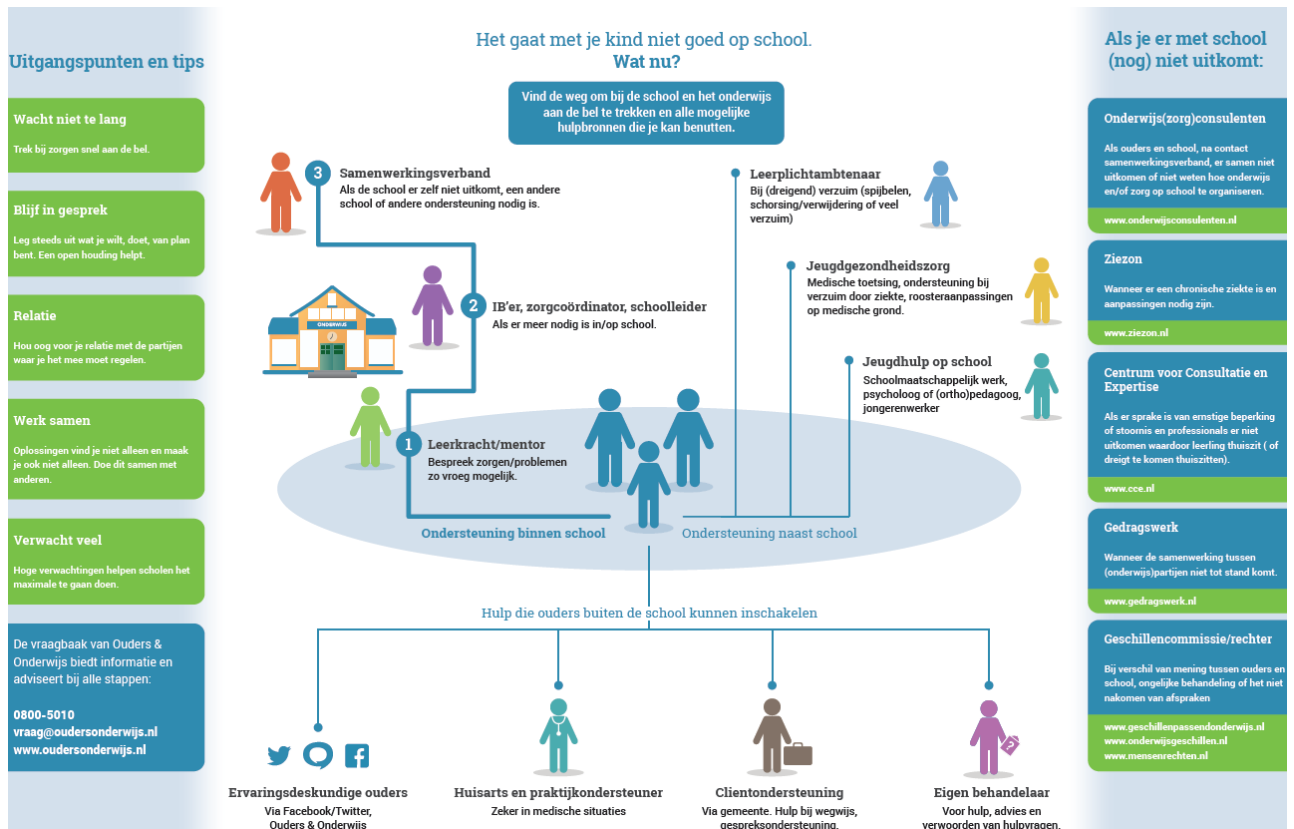 Uitgangspunten en tips
Wacht niet te lang
Trek bij zorgen snel aan de bel.
Blijf in gesprek
Leg steeds uit wat je wilt, doet, van plan
bent. Een open houding helpt.
Relatie
Hou oog voor je relatie met de partijen
waar je het mee moet regelen.
Werk samen
Oplossingen vind je niet alleen en maak
je ook niet alleen. Doe dit samen met
anderen.
Verwacht veel
Hoge verwachtingen helpen scholen het
maximale te gaan doen.
De vraagbaak van Ouders &
Onderwijs biedt informatie en
adviseert bij alle stappen:
0800-5010
vraag@oudersonderwijs.nl
www.oudersonderwijs.nl
Het gaat met je kind niet goed op school.
Wat nu?
Vind de weg om bij de school en het onderwijs
aan de bel te trekken en alle mogelijke
hulpbronnen die je kan benutten.
3
Samenwerkingsverband
Als de school er zelf niet uitkomt, een andere
school of andere ondersteuning nodig is.
2
IB'er, zorgcoördinator, schoolleider
Als er meer nodig is in/op school.
ONDERWIJS
1
Leerkracht/mentor
Bespreek zorgen/problemen
zo vroeg mogelijk.
Ondersteuning binnen school
Leerplichtambtenaar
Bij (dreigend) verzuim (spijbelen,
schorsing/verwijdering of veel
verzuim)
Jeugdgezondheidszorg
Medische toetsing, ondersteuning bij
verzuim door ziekte, roosteraanpassingen
op medische grond.
Jeugdhulp op school
Schoolmaatschappelijk werk,
psycholoog of (ortho)pedagoog,
jongerenwerker
Ondersteuning naast school
Hulp die ouders buiten de school kunnen inschakelen
Ervaringsdeskundige ouders
Via Facebook/Twitter,
Ouders & Onderwijs
Huisarts en praktijkondersteuner
Zeker in medische situaties
Clientondersteuning
Via gemeente. Hulp bij wegwijs,
gespreksondersteuning.
?
Eigen behandelaar
Voor hulp, advies en
verwoorden van hulpvragen.
Als je er met school
(nog) niet uitkomt:
Onderwijs(zorg)consulenten
Als ouders en school, na contact
samenwerkingsverband, er samen niet
uitkomen of niet weten hoe onderwijs
en/of zorg op school te organiseren.
www.onderwijsconsulenten.nl
Ziezon
Wanneer er een chronische ziekte is en
aanpassingen nodig zijn.
www.ziezon.nl
Centrum voor Consultatie en
Expertise
Als er sprake is van ernstige beperking
of stoornis en professionals er niet
uitkomen waardoor leerling thuiszit ( of
dreigt te komen thuiszitten).
www.cce.nl
Gedragswerk
Wanneer de samenwerking tussen
(onderwijs)partijen niet tot stand komt.
www.gedragswerk.nl
Geschillencommissie/rechter
Bij verschil van mening tussen ouders en
school, ongelijke behandeling of het niet
nakomen van afspraken
www.geschillenpassendonderwijs.nl
www.onderwijsgeschillen.nl
www.mensenrechten.nl